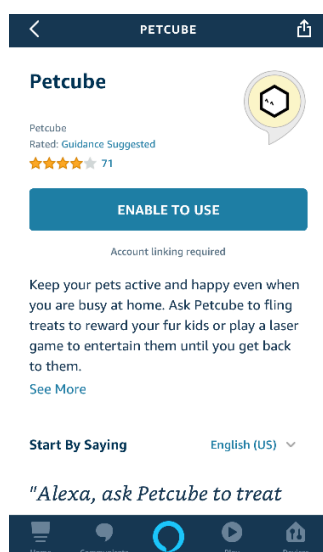 PETCUBE
Petcube
Petcube
Rated: Guidance Suggested
71
ENABLE TO USE
Account linking required
Keep your pets active and happy even when
you are busy at home. Ask Petcube to fling
treats to reward your fur kids or play a laser
game to entertain them until you get back
to them.
See More
Start By Saying English (US)
"Alexa, ask Petcube to treat